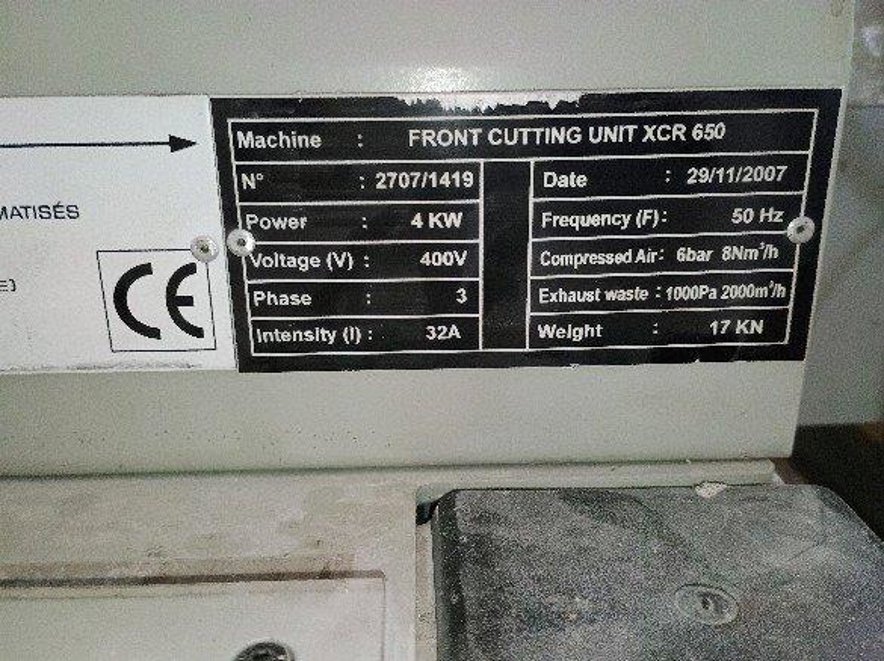 MATISÉS
E)
CE
Machine : FRONT CUTTING UNIT XCR 650
N° : 2707/1419
Power : 4 KW
Voltage (V) : 400V
Phase : 3
Intensity (I) : 32A
Date : 29/11/2007
Frequency (F): 50 Hz
Compressed Air: 6bar 8Nm³/h
Exhaust waste : 1000Pa 2000m³/h
Weight : 17 KN